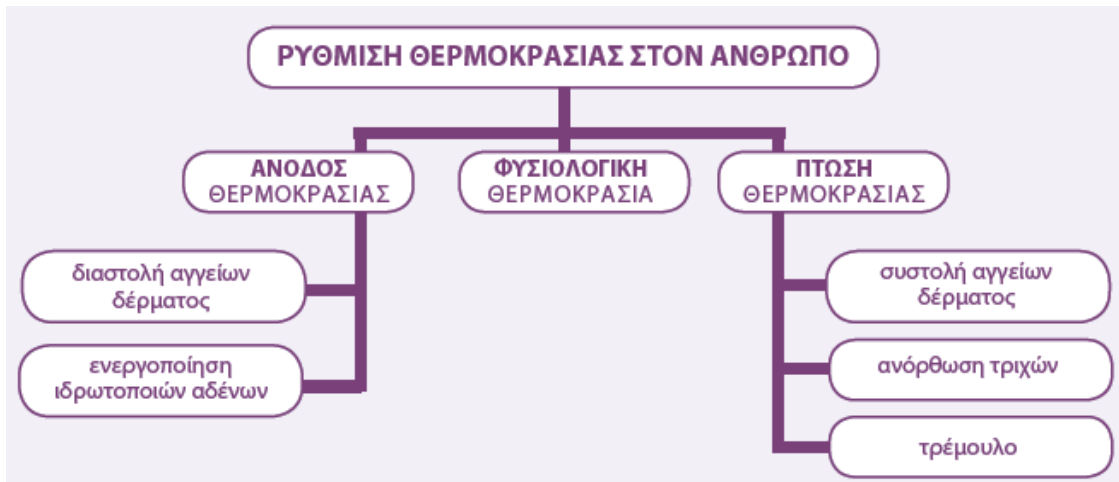 ΡΥΘΜΙΣΗ ΘΕΡΜΟΚΡΑΣΙΑΣ ΣΤΟΝ ΑΝΘΡΩΠΟ
ΑΝΟΔΟΣ
ΘΕΡΜΟΚΡΑΣΙΑΣ
ΦΥΣΙΟΛΟΓΙΚΗ
ΘΕΡΜΟΚΡΑΣΙΑ
ΠΤΩΣΗ
ΘΕΡΜΟΚΡΑΣΙΑΣ
διαστολή αγγείων
δέρματος
ενεργοποίηση
ιδρωτοποιών αδένων
συστολή αγγείων
δέρματος
ανόρθωση τριχών
τρέμουλο